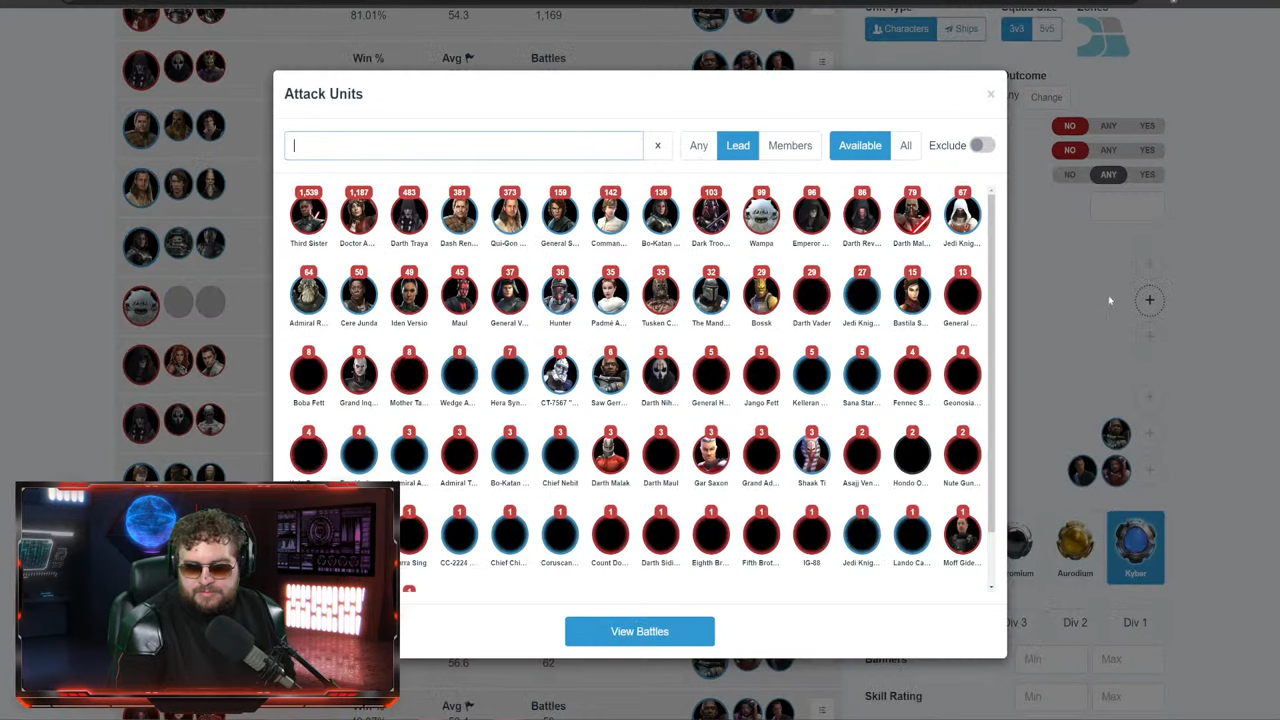 81.01% 54.3 1,169
Characters Ships 3v3 5v5
Win % Avg Battles
Attack Units ×
Outcome
Any Change
x Any Lead Members Available All Exclude
NO ANY YES
NO ANY YES
NO ANY YES
1,539 1,187 483 381 373 159 142 136 103 99 96 86 79 67
Third Sister Doctor A... Darth Traya Dash Ren... Qui-Gon ... General S... Comman... Bo-Katan ... Dark Troo... Wampa Emperor ... Darth Rev... Darth Mal... Jedi Knig...
64 50 49 45 37 36 35 35 32 29 29 27 15 13
Admiral R... Cere Junda Iden Versio Maul General V... Hunter Padmé A... Tusken C... The Mand... Bossk Darth Vader Jedi Knig... Bastila S... General ...
8 8 8 8 7 6 6 5 5 5 5 5 4 4
Boba Fett Grand Inq... Mother Ta... Wedge A... Hera Syn... CT-7567 "... Saw Gerr... Darth Nih... General H... Jango Fett Kelleran ... Sana Star... Fennec S... Geonosia...
4 4 3 3 3 3 3 3 3 3 3 2 2 2
Admiral A... Admiral T... Bo-Katan ... Chief Nebit Darth Malak Darth Maul Gar Saxon Grand Ad... Shaak Ti Asajj Ven... Hondo O... Nute Gun...
1 1 1 1 1 1 1 1 1 1 1 1
urra Sing CC-2224 ... Chief Chi... Coruscan... Count Do... Darth Sidi... Eighth Br... Fifth Brot... IG-88 Jedi Knig... Lando Ca... Moff Gide...
romium Aurodium Kyber
View Battles
Div 3 Div 2 Div 1
56.6 62
Banners Min Max
Skill Rating Min Max